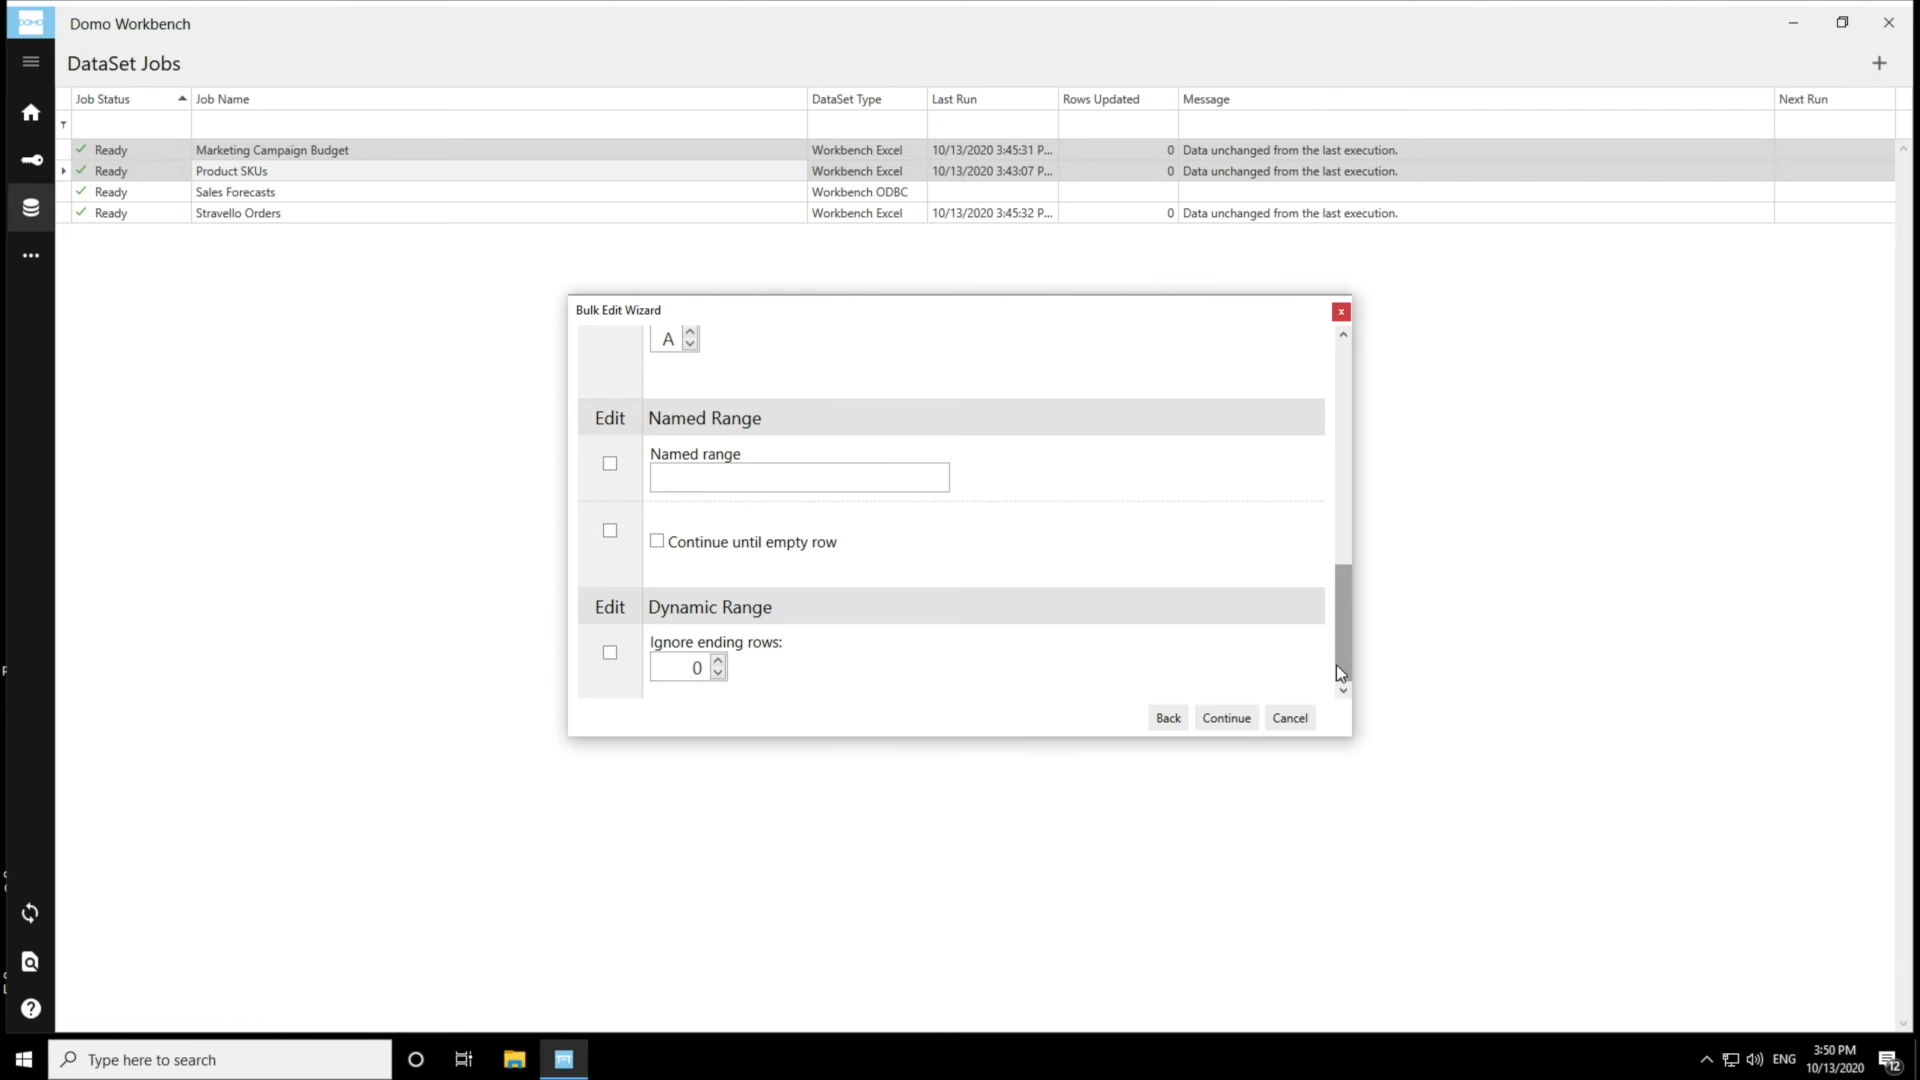 DOMO
Domo Workbench
DataSet Jobs
Job Status Job Name DataSet Type Last Run Rows Updated Message Next Run
Ready Marketing Campaign Budget Workbench Excel 10/13/2020 3:45:31 P... 0 Data unchanged from the last execution.
Ready Product SKUs Workbench Excel 10/13/2020 3:43:07 P... 0 Data unchanged from the last execution.
Ready Sales Forecasts Workbench ODBC
Ready Stravello Orders Workbench Excel 10/13/2020 3:45:32 P... 0 Data unchanged from the last execution.
Bulk Edit Wizard x
A
Edit Named Range
Named range
Continue until empty row
Edit Dynamic Range
Ignore ending rows:
0
Back Continue Cancel
Type here to search
ENG
3:50 PM
10/13/2020
12